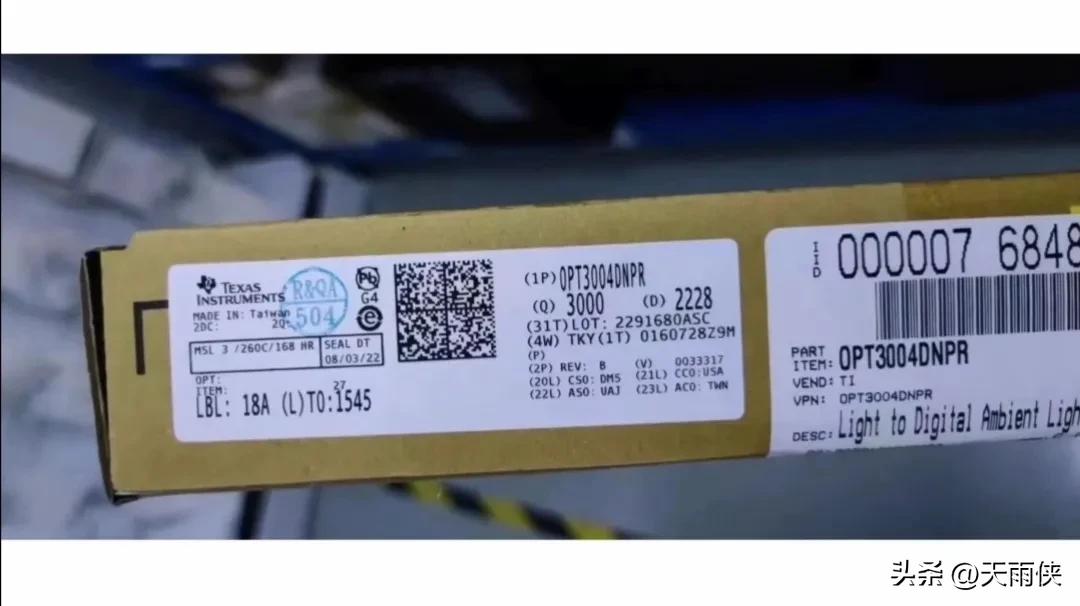 TEXAS
INSTRUMENTS
MADE IN: Taiwan
2DC: 2Q:
R&QA
504
Pb
G4
e
MSL 3 /260C/168 HR
SEAL DT
08/03/22
OPT:
ITEM:
27
LBL: 18A (L)TO:1545
(1P) OPT3004DNPR
(Q) 3000 (D) 2228
(31T)LOT: 2291680ASC
(4W) TKY(1T) 0160728Z9M
(P)
(2P) REV: B (V) 0033317
(20L) CSO: DM5 (21L) CCO:USA
(22L) ASO: UAJ (23L) ACO: TWN
IID 000007 6848
PART
ITEM: OPT3004DNPR
VEND: TI
VPN: OPT3004DNPR
DESC: Light to Digital Ambient Ligh
头条 @天雨侠